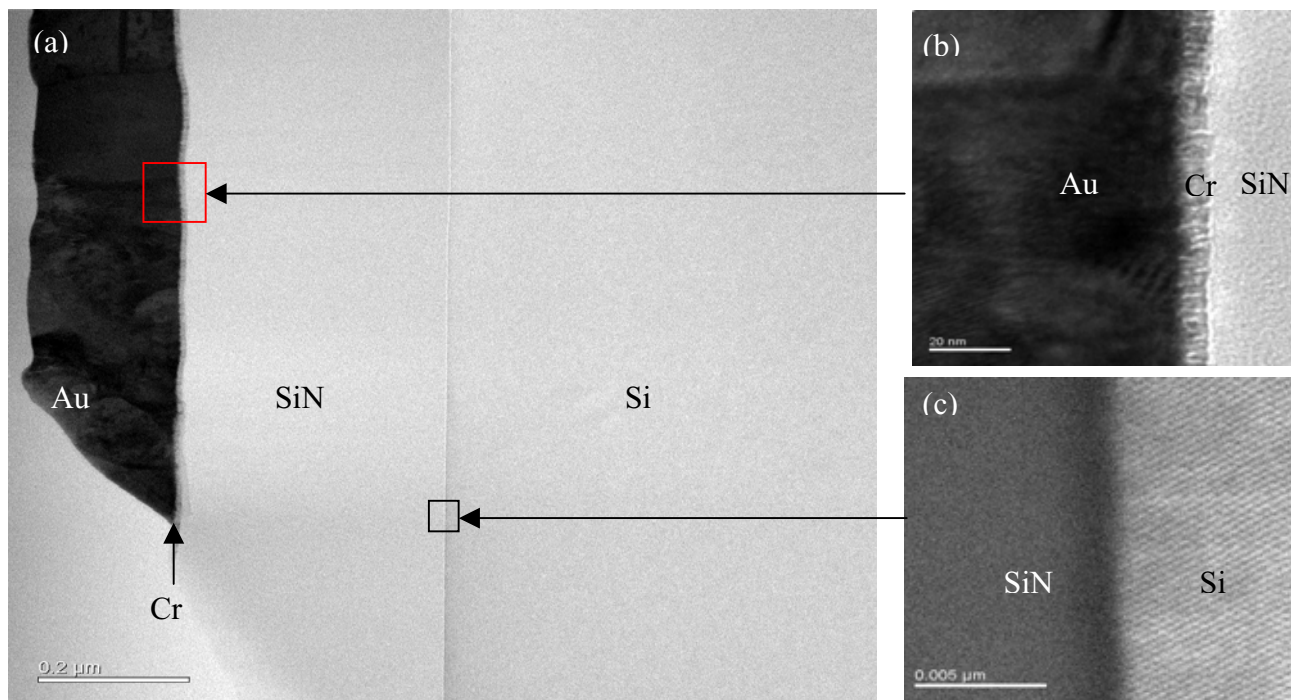 (a)
Au
SiN
Si
Cr
0.2 μm
(b)
Au
Cr
SiN
20 nm
(c)
SiN
Si
0.005 μm